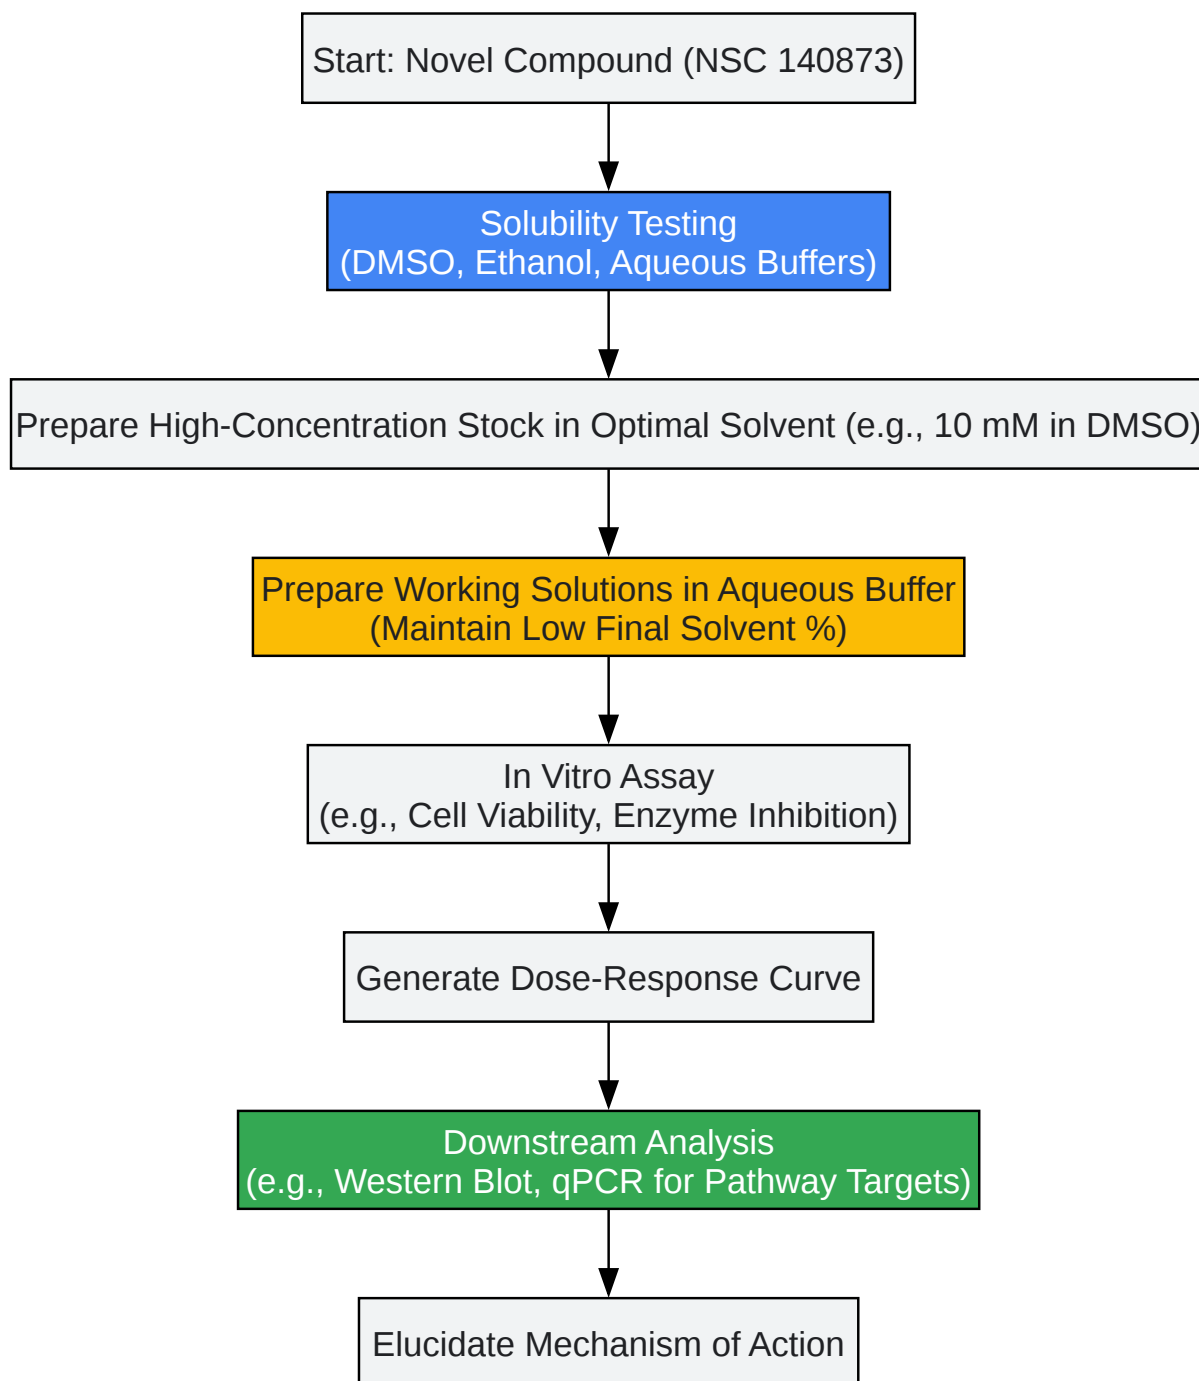 Start: Novel Compound (NSC 140873)
Solubility Testing
(DMSO, Ethanol, Aqueous Buffers)
Prepare High-Concentration Stock in Optimal Solvent (e.g., 10 mM in DMSO)
Prepare Working Solutions in Aqueous Buffer
(Maintain Low Final Solvent %)
In Vitro Assay
(e.g., Cell Viability, Enzyme Inhibition)
Generate Dose-Response Curve
Downstream Analysis
(e.g., Western Blot, qPCR for Pathway Targets)
Elucidate Mechanism of Action